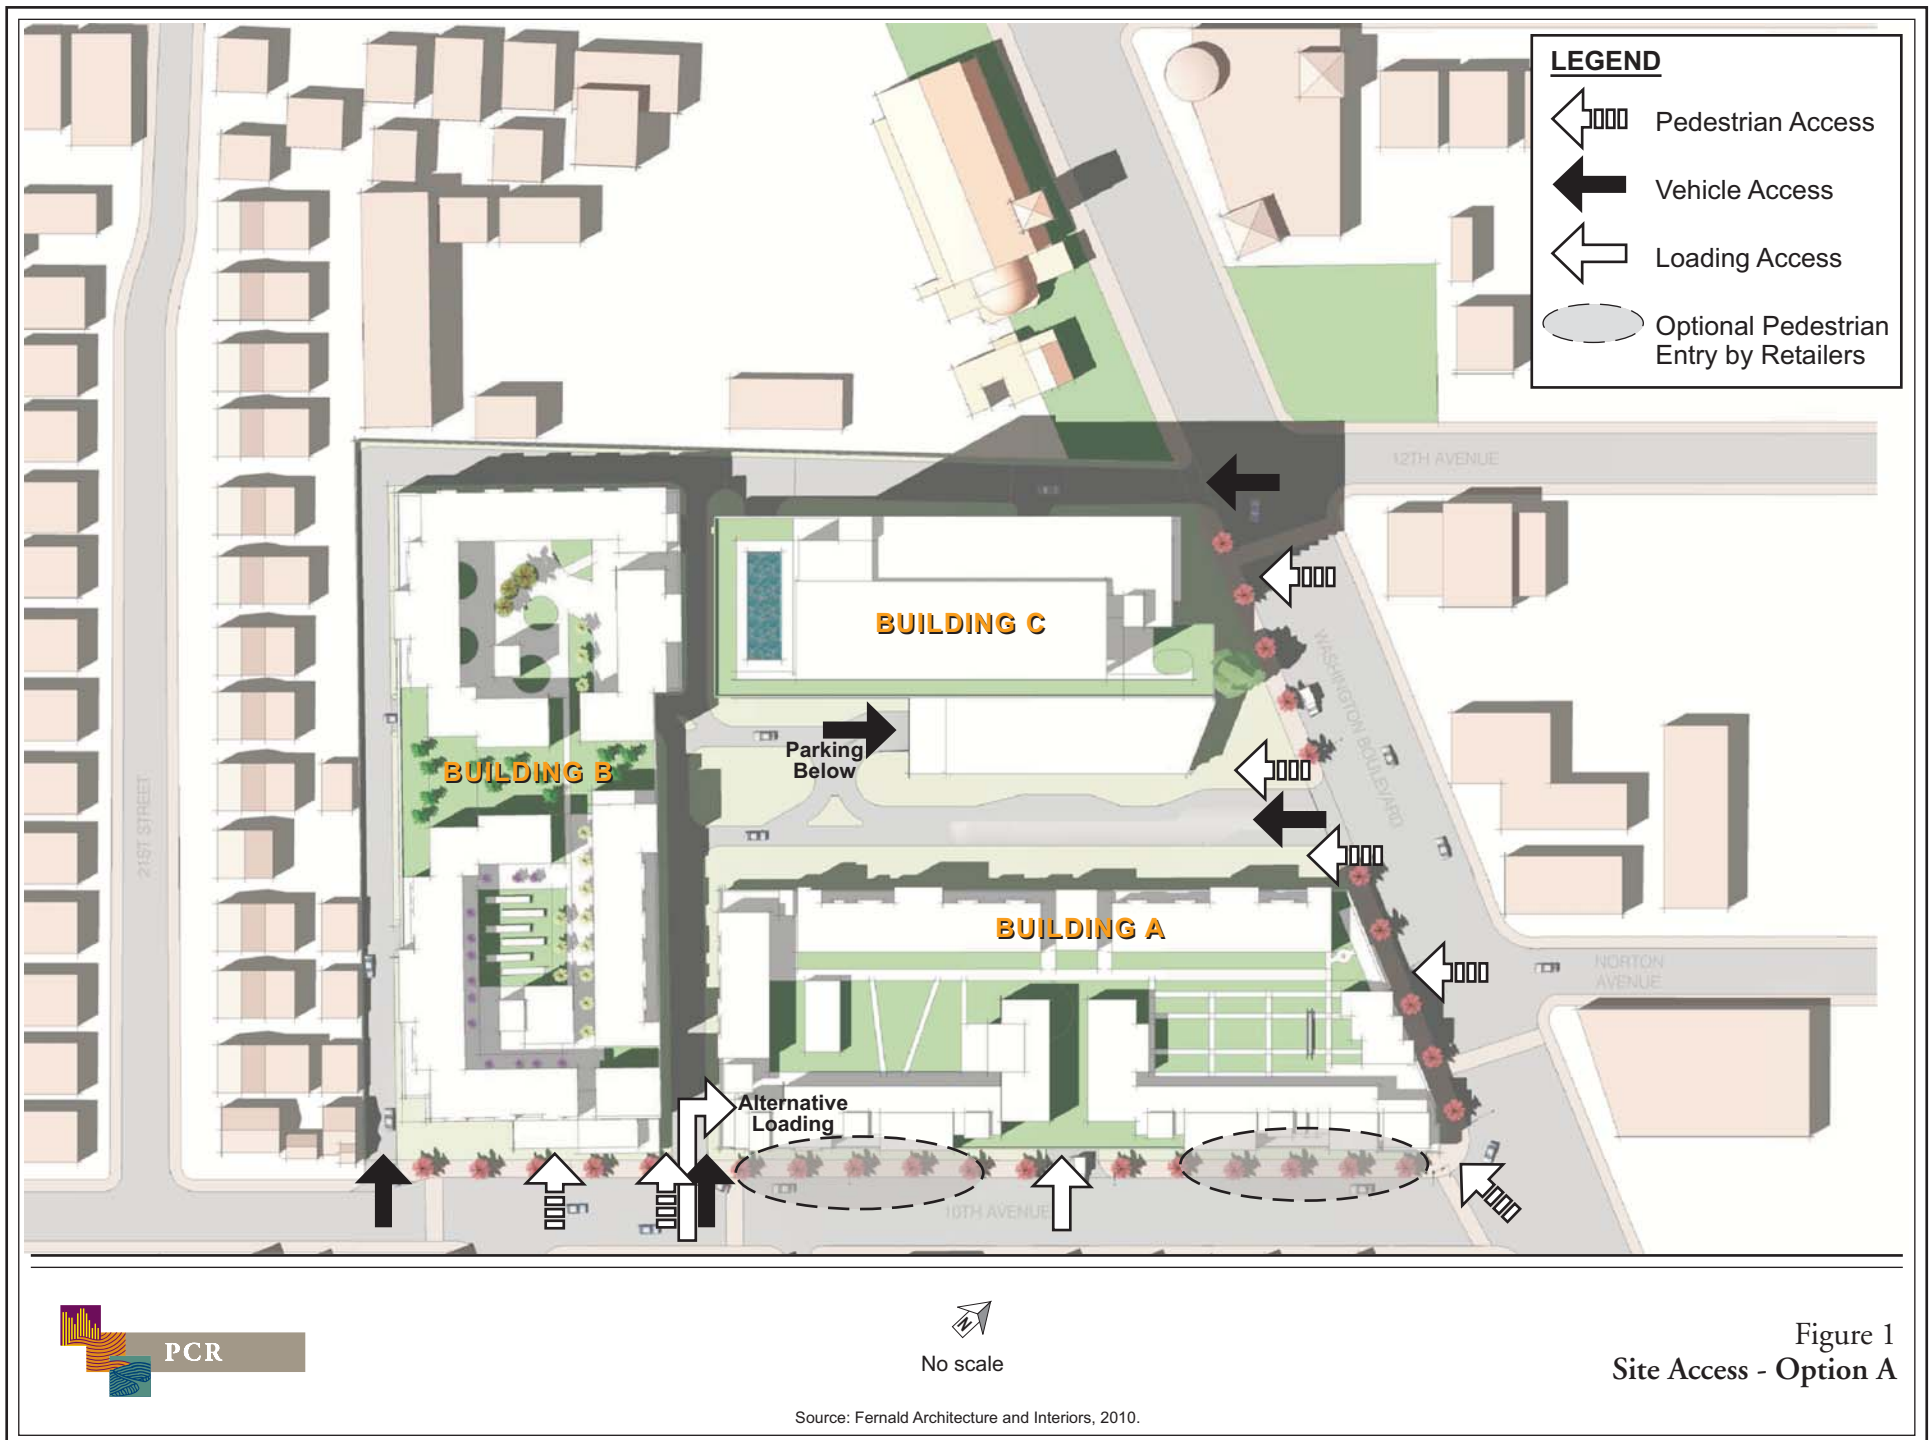 LEGEND
Pedestrian Access
Vehicle Access
Loading Access
Optional Pedestrian
Entry by Retailers
12TH AVENUE
BUILDING C
WASHINGTON BOULEVARD
Parking
Below
BUILDING B
21ST STREET
BUILDING A
NORTON
AVENUE
Alternative
Loading
10TH AVENUE
PCR
N
No scale
Figure 1
Site Access - Option A
Source: Fernald Architecture and Interiors, 2010.